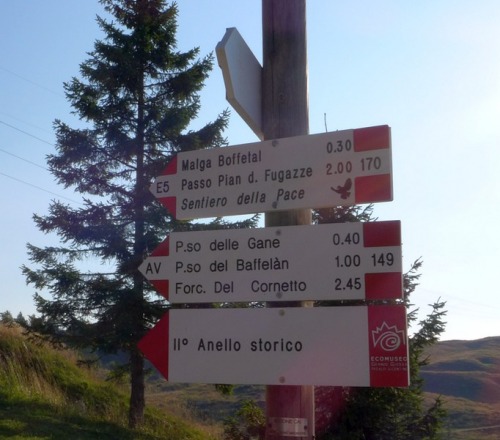 Malga Boffetal 0.30
E5 Passo Pian d. Fugazze 2.00 170
Sentiero della Pace
P.so delle Gane 0.40
AV P.so del Baffelàn 1.00 149
Forc. Del Cornetto 2.45
II° Anello storico
ECOMUSEO